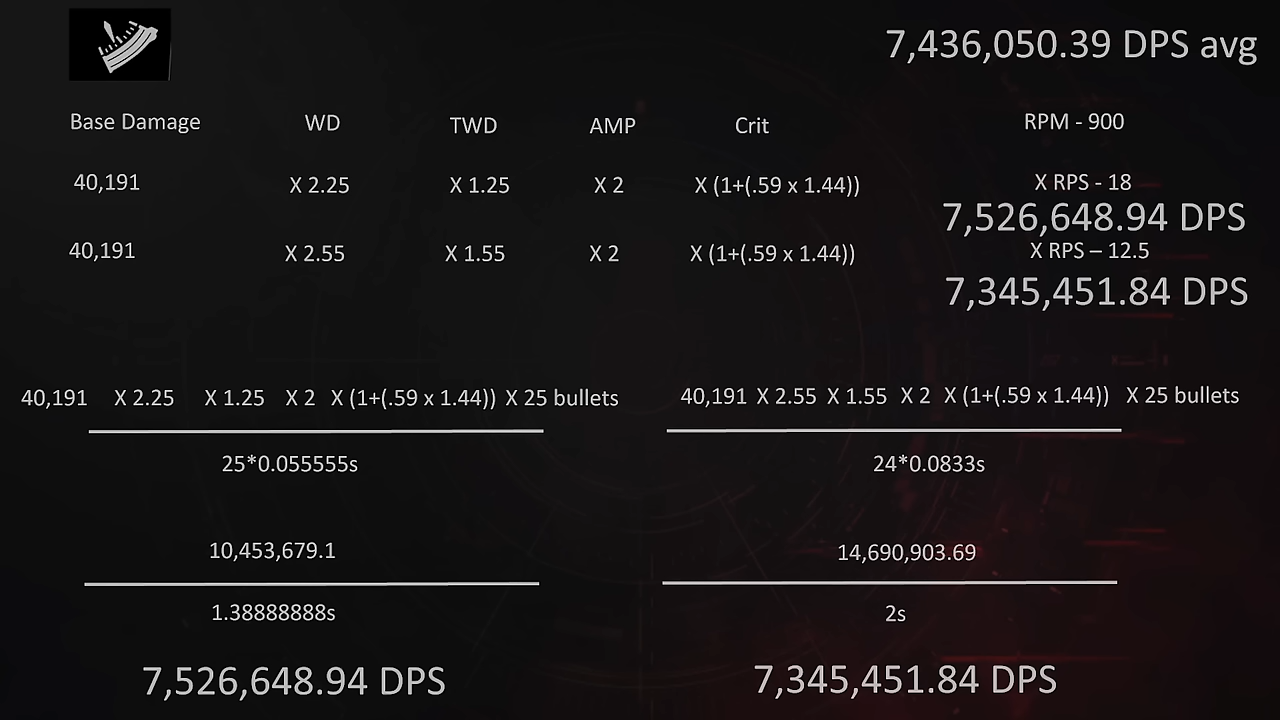 7,436,050.39 DPS avg
Base Damage WD TWD AMP Crit RPM - 900
40,191 X 2.25 X 1.25 X 2 X (1+(.59 x 1.44)) X RPS - 18
7,526,648.94 DPS
40,191 X 2.55 X 1.55 X 2 X (1+(.59 x 1.44)) X RPS – 12.5
7,345,451.84 DPS
40,191 X 2.25 X 1.25 X 2 X (1+(.59 x 1.44)) X 25 bullets
25*0.055555s
10,453,679.1
1.38888888s
7,526,648.94 DPS
40,191 X 2.55 X 1.55 X 2 X (1+(.59 x 1.44)) X 25 bullets
24*0.0833s
14,690,903.69
2s
7,345,451.84 DPS